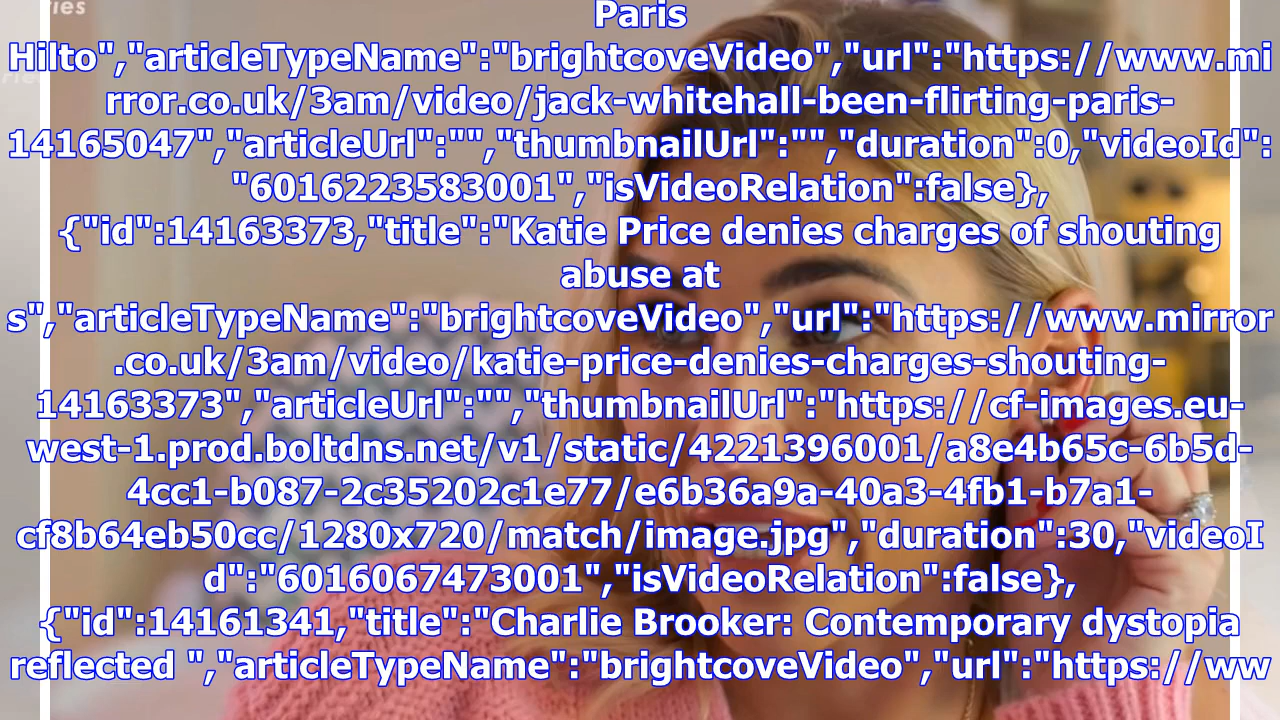 ries
Paris
Hilto","articleTypeName":"brightcoveVideo","url":"https://www.mi
rror.co.uk/3am/video/jack-whitehall-been-flirting-paris-
14165047","articleUrl":"","thumbnailUrl":"","duration":0,"videoId":
"6016223583001","isVideoRelation":false},
{"id":14163373,"title":"Katie Price denies charges of shouting
abuse at
s","articleTypeName":"brightcoveVideo","url":"https://www.mirror
.co.uk/3am/video/katie-price-denies-charges-shouting-
14163373","articleUrl":"","thumbnailUrl":"https://cf-images.eu-
west-1.prod.boltdns.net/v1/static/4221396001/a8e4b65c-6b5d-
4cc1-b087-2c35202c1e77/e6b36a9a-40a3-4fb1-b7a1-
cf8b64eb50cc/1280x720/match/image.jpg","duration":30,"videoI
d":"6016067473001","isVideoRelation":false},
{"id":14161341,"title":"Charlie Brooker: Contemporary dystopia
reflected ","articleTypeName":"brightcoveVideo","url":"https://ww